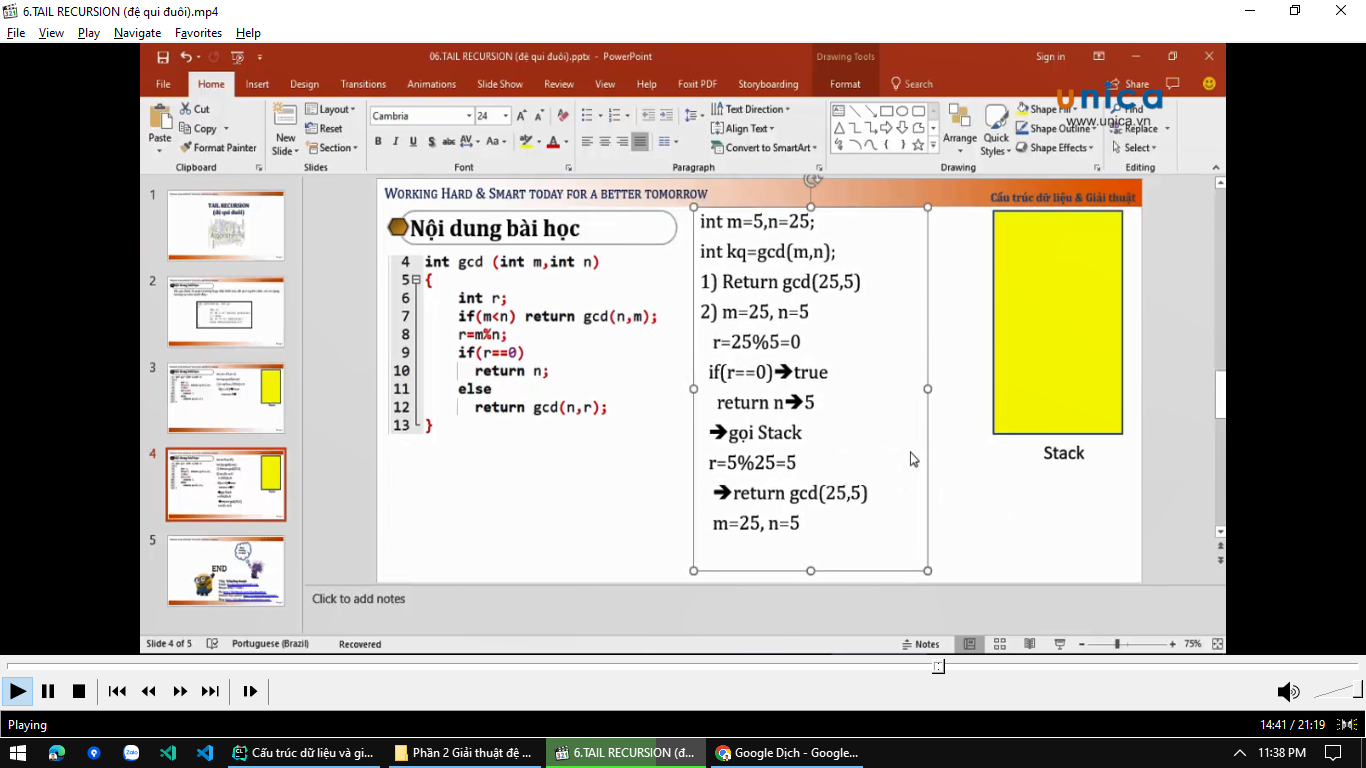 6.TAIL RECURSION (đệ qui đuôi).mp4
File View Play Navigate Favorites Help
06.TAIL RECURSION (đệ qui đuôi).pptx - PowerPoint
Drawing Tools
Sign in
File Home Insert Design Transitions Animations Slide Show Review View Help Foxit PDF Storyboarding Format Search Share
unica
www.unica.vn
Paste
Cut
Copy
Format Painter
Clipboard
New Slide
Layout
Reset
Section
Slides
Cambria 24
B I U S abc AV Aa A
Font
Text Direction
Align Text
Convert to SmartArt
Paragraph
Arrange
Quick Styles
Shape Fill
Shape Outline
Shape Effects
Drawing
Find
Replace
Select
Editing
1
TAIL RECURSION
(đệ qui đuôi)
2
3
4
5
END
WORKING HARD & SMART TODAY FOR A BETTER TOMORROW
Cấu trúc dữ liệu & Giải thuật
Nội dung bài học
4 int gcd (int m,int n)
5 {
6 int r;
7 if(m<n) return gcd(n,m);
8 r=m%n;
9 if(r==0)
10 return n;
11 else
12 return gcd(n,r);
13 }
int m=5,n=25;
int kq=gcd(m,n);
1) Return gcd(25,5)
2) m=25, n=5
r=25%5=0
if(r==0)➔true
return n➔5
➔gọi Stack
r=5%25=5
➔return gcd(25,5)
m=25, n=5
Stack
Click to add notes
Slide 4 of 5 Portuguese (Brazil) Recovered Notes 75%
Playing
14:41 / 21:19
Zalo
Cấu trúc dữ liệu và gi...
Phần 2 Giải thuật đệ ...
6.TAIL RECURSION (đ...
Google Dịch - Google...
11:38 PM